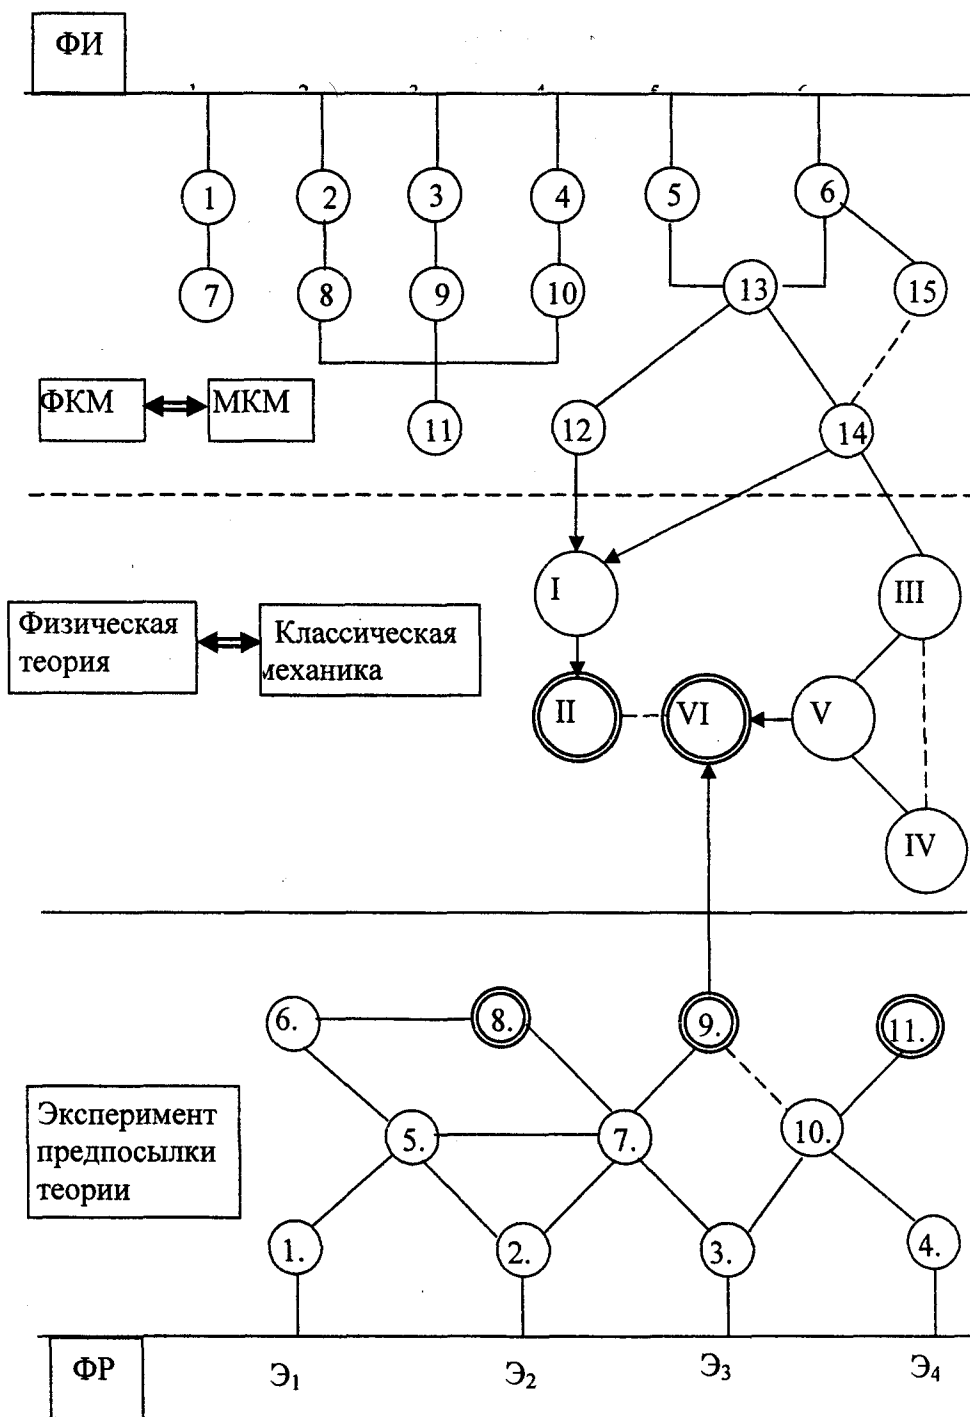 ФИ
1 2 3 4 5 6
1 2 3 4 5 6
7 8 9 10 13 15
ФКМ МКМ
11 12 14
I III
Физическая
теория
Классическая
механика
II VI V
IV
6. 8. 9. 11.
Эксперимент
предпосылки
теории
5. 7. 10.
1. 2. 3. 4.
ФР
Э1 Э2 Э3 Э4